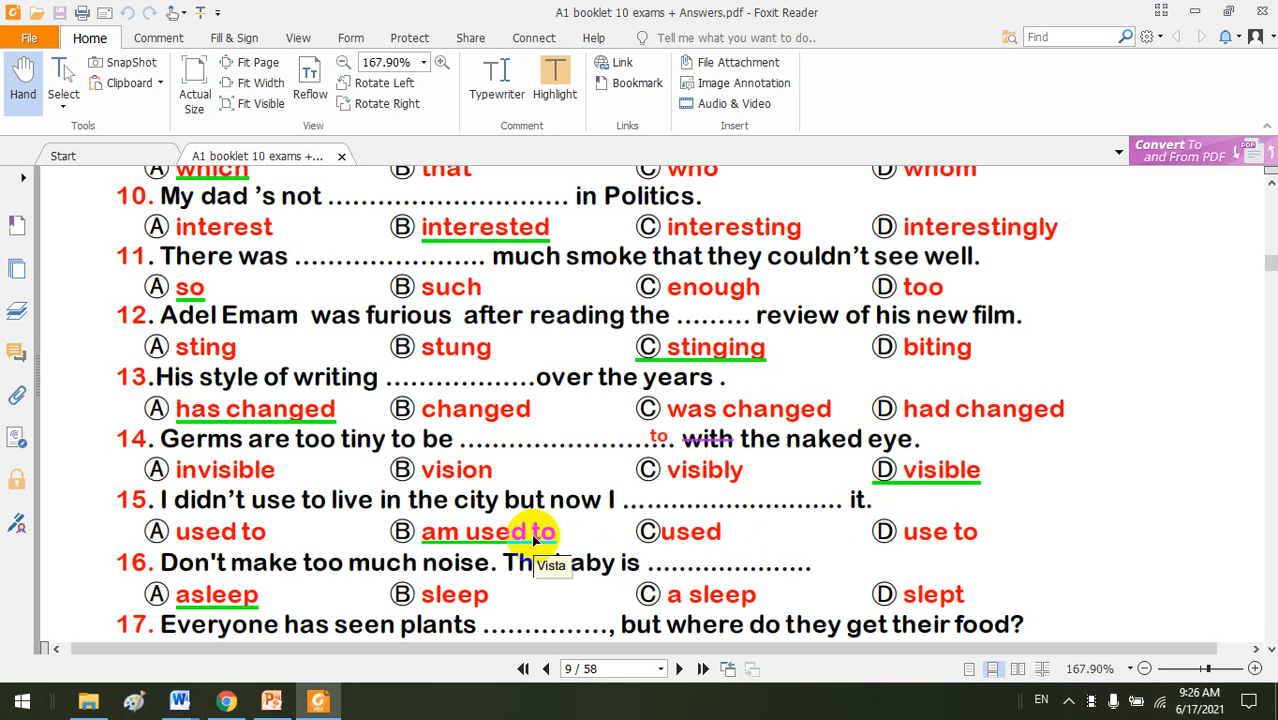 A1 booklet 10 exams + Answers.pdf - Foxit Reader
File Home Comment Fill & Sign View Form Protect Share Connect Help Tell me what you want to do.. Find
Hand
Select
SnapShot
Clipboard
Actual Size
Fit Page
Fit Width
Fit Visible
Reflow
167.90%
Rotate Left
Rotate Right
Typewriter
Highlight
Link
Bookmark
File Attachment
Image Annotation
Audio & Video
Tools View Comment Links Insert
Start A1 booklet 10 exams +...
Convert To and From PDF
PDF
A which B that C who D whom
10. My dad 's not ………………………… in Politics.
A interest B interested C interesting D interestingly
11. There was ………………….. much smoke that they couldn't see well.
A so B such C enough D too
12. Adel Emam was furious after reading the ……… review of his new film.
A sting B stung C stinging D biting
13.His style of writing ………………over the years .
A has changed B changed C was changed D had changed
14. Germs are too tiny to be ……………………… to with the naked eye.
A invisible B vision C visibly D visible
15. I didn't use to live in the city but now I ……………………… it.
A used to B am used to Cused D use to
16. Don't make too much noise. The baby is …………………
Vista
A asleep B sleep C a sleep D slept
17. Everyone has seen plants ……………, but where do they get their food?
9 / 58
167.90%
EN
9:26 AM
6/17/2021